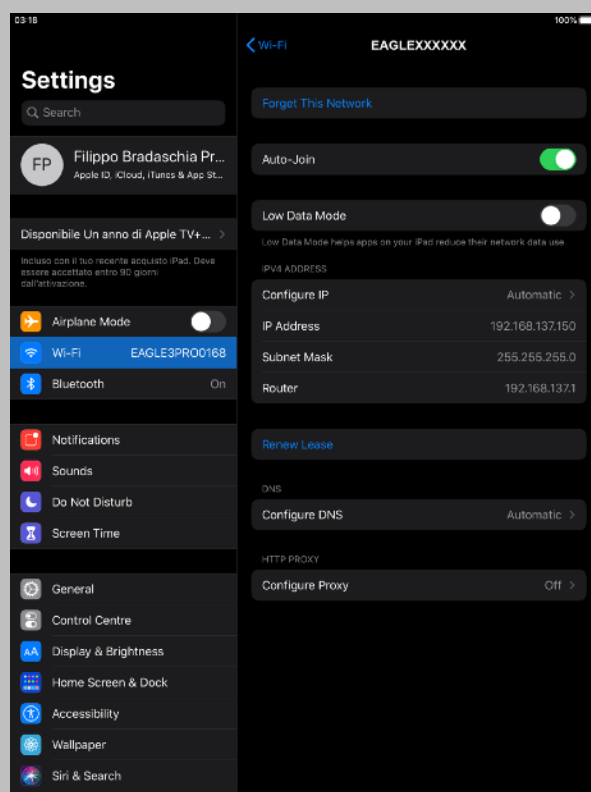 03:18
100%
Settings
Search
FP
Filippo Bradaschia Pr...
Apple ID, iCloud, iTunes & App St...
Disponibile Un anno di Apple TV+...
Incluso con il tuo recente acquisto iPad. Deve
essere accettato entro 90 giorni
dall'attivazione.
Airplane Mode
Wi-Fi EAGLE3PRO0168
Bluetooth On
Notifications
Sounds
Do Not Disturb
Screen Time
General
Control Centre
AA Display & Brightness
Home Screen & Dock
Accessibility
Wallpaper
Siri & Search
Wi-Fi EAGLEXXXXXX
Forget This Network
Auto-Join
Low Data Mode
Low Data Mode helps apps on your iPad reduce their network data use.
IPV4 ADDRESS
Configure IP Automatic
IP Address 192.168.137.150
Subnet Mask 255.255.255.0
Router 192.168.137.1
Renew Lease
DNS
Configure DNS Automatic
HTTP PROXY
Configure Proxy Off